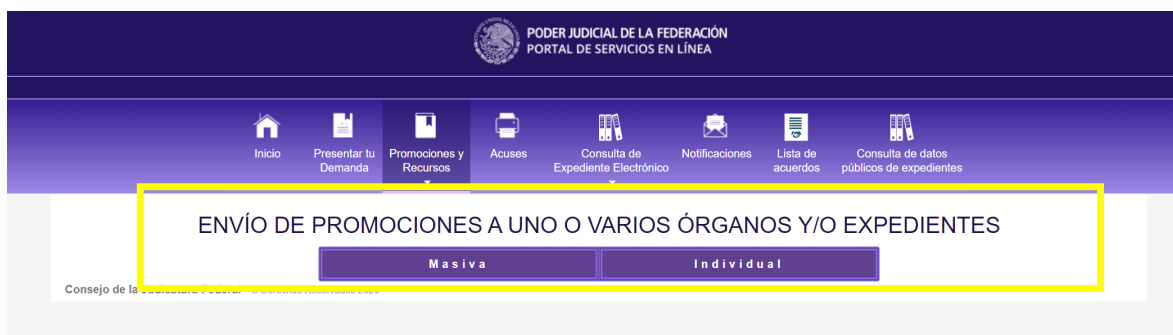 PODER JUDICIAL DE LA FEDERACIÓN
PORTAL DE SERVICIOS EN LÍNEA
Inicio
Presentar tu
Demanda
Promociones y
Recursos
Acuses
Consulta de
Expediente Electrónico
Notificaciones
Lista de
acuerdos
Consulta de datos
públicos de expedientes
ENVÍO DE PROMOCIONES A UNO O VARIOS ÓRGANOS Y/O EXPEDIENTES
Masiva
Individual
Consejo de la